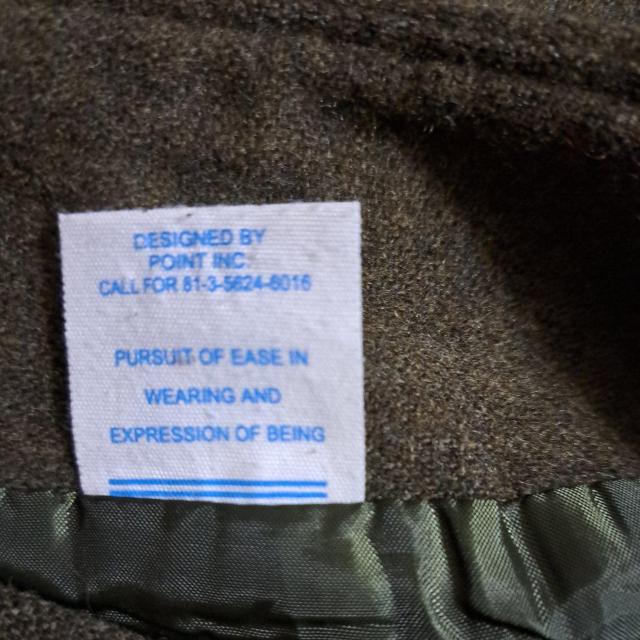 DESIGNED BY
POINT INC
CALL FOR 81-3-5624-6016
PURSUIT OF EASE IN
WEARING AND
EXPRESSION OF BEING